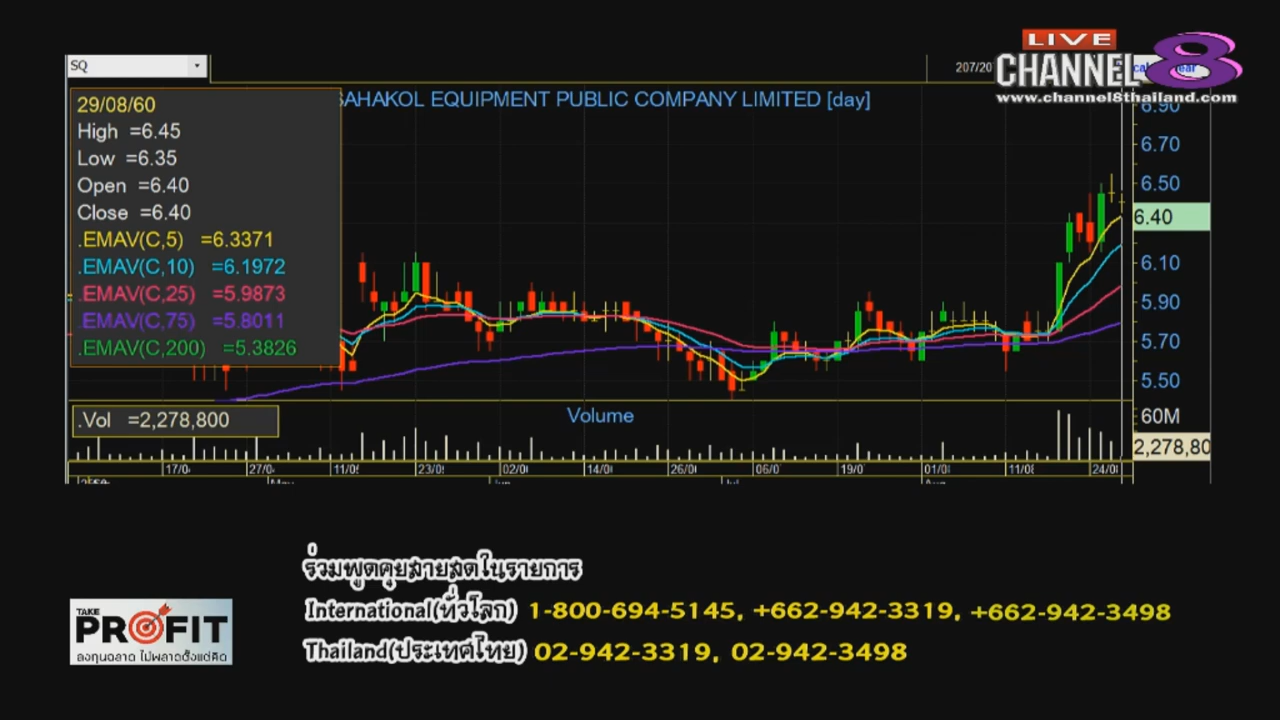 LIVE
CHANNEL 8
www.channel8thailand.com
SQ
207/20
29/08/60
AHAKOL EQUIPMENT PUBLIC COMPANY LIMITED [day]
High =6.45
Low =6.35
Open =6.40
Close =6.40
.EMAV(C,5) =6.3371
.EMAV(C,10) =6.1972
.EMAV(C,25) =5.9873
.EMAV(C,75) =5.8011
.EMAV(C,200) =5.3826
6.90
6.70
6.50
6.40
6.10
5.90
5.70
5.50
.Vol =2,278,800
Volume
60M
2,278,80
17/0 27/0 11/0 23/0 02/0 14/0 26/0 06/0 19/0 01/0 11/0 24/0
ร่วมพูดคุยสายสดในรายการ
International(ทั่วโลก) 1-800-694-5145, +662-942-3319, +662-942-3498
Thailand(ประเทศไทย) 02-942-3319, 02-942-3498
TAKE
PROFIT
ลงทุนฉลาด ไม่พลาดตั้งแต่คิด